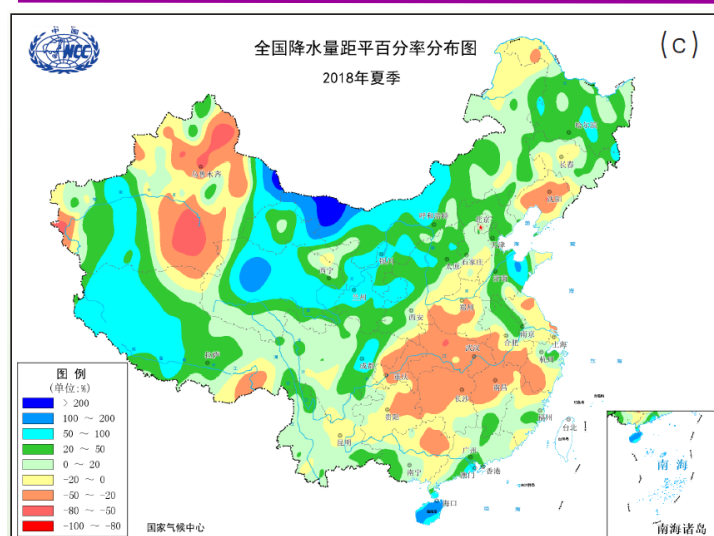 中国
NCC
全国降水量距平百分率分布图
(c)
2018年夏季
哈尔滨
乌鲁木齐
长春
沈阳
呼和浩特
北京
天津
银川
太原
石家庄
西宁
济南
兰州
郑州
西安
南京
合肥
上海
拉萨
成都
武汉
杭州
重庆
南昌
长沙
贵阳
福州
昆明
台北
广州
南宁
澳门
香港
海口
图 例
(单位:%)
> 200
100 ~ 200
50 ~ 100
20 ~ 50
0 ~ 20
-20 ~ 0
-50 ~ -20
-80 ~ -50
-100 ~ -80
国家气候中心
南 海
南海诸岛